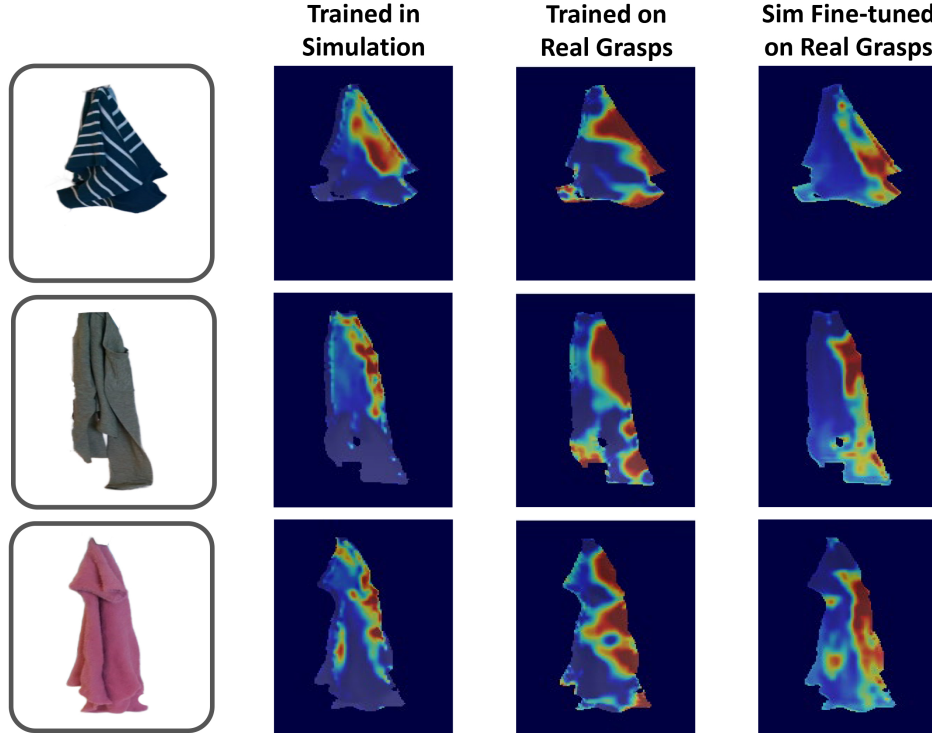 Trained in
Simulation
Trained on
Real Grasps
Sim Fine-tuned
on Real Grasps